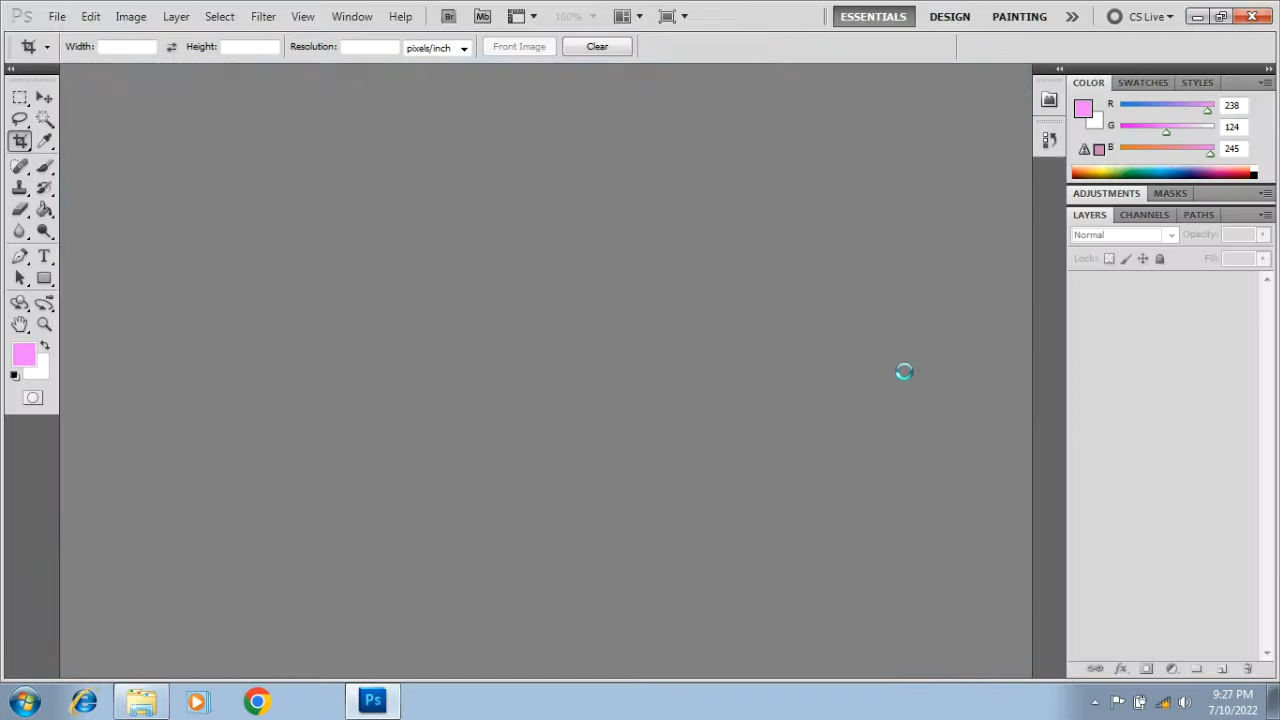 Ps File Edit Image Layer Select Filter View Window Help Br Mb 100% ESSENTIALS DESIGN PAINTING CS Live
Width: Height: Resolution: pixels/inch Front Image Clear
COLOR SWATCHES STYLES
R 238
G 124
B 245
ADJUSTMENTS MASKS
LAYERS CHANNELS PATHS
Normal Opacity:
Lock: Fill:
T
fx
Ps
9:27 PM
7/10/2022